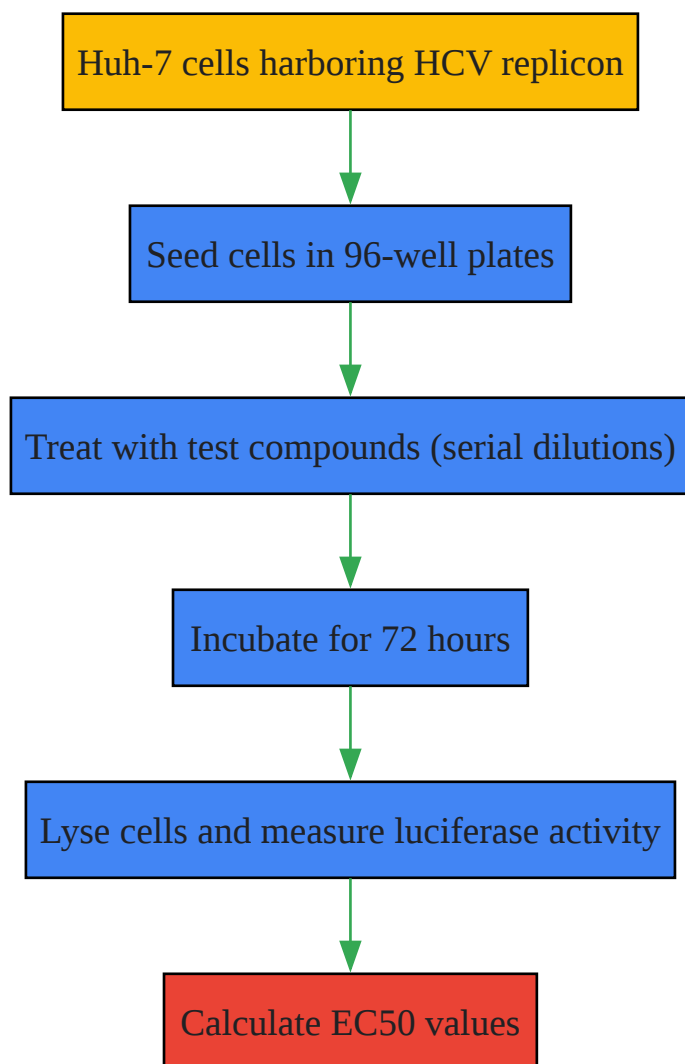 Huh-7 cells harboring HCV replicon
Seed cells in 96-well plates
Treat with test compounds (serial dilutions)
Incubate for 72 hours
Lyse cells and measure luciferase activity
Calculate EC50 values